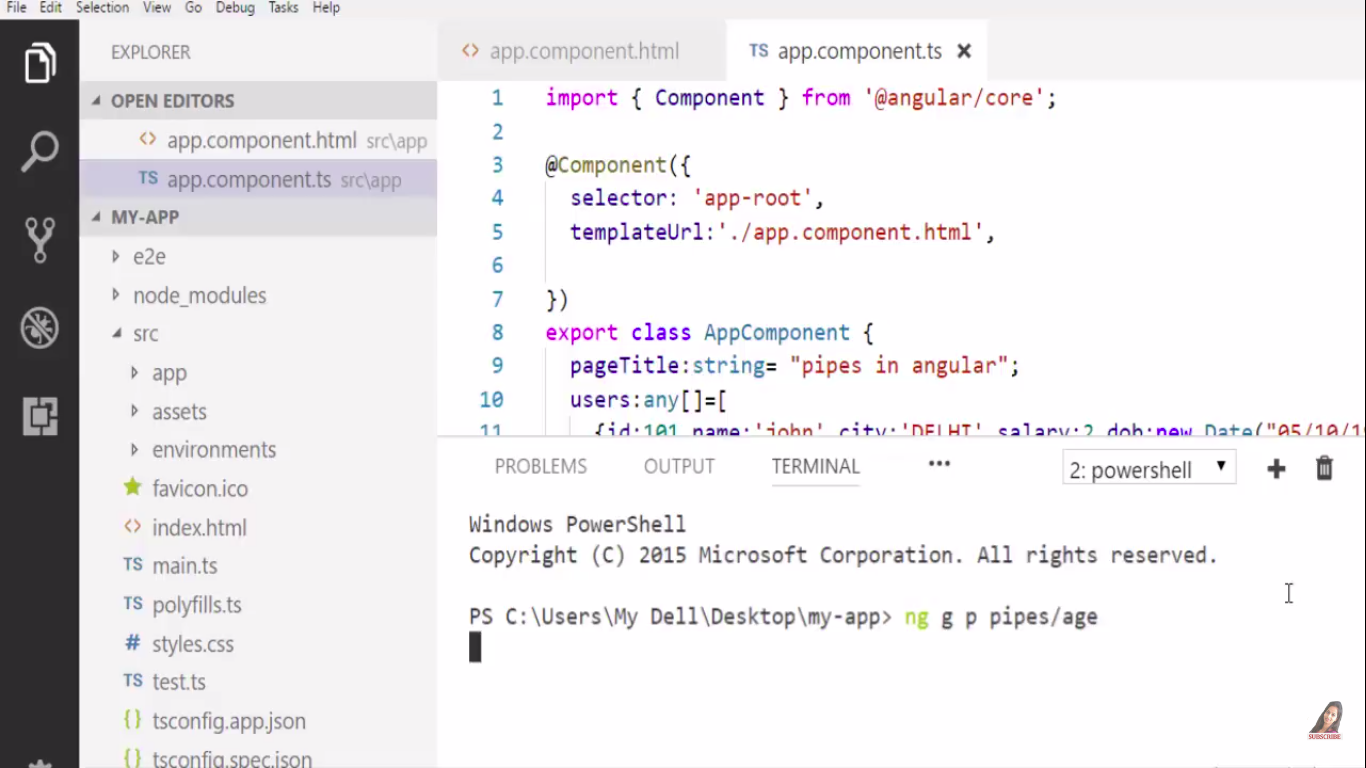 File Edit Selection View Go Debug Tasks Help
EXPLORER
OPEN EDITORS
app.component.html src\app
TS app.component.ts src\app
MY-APP
e2e
node_modules
src
app
assets
environments
favicon.ico
index.html
TS main.ts
TS polyfills.ts
# styles.css
TS test.ts
{} tsconfig.app.json
{} tsconfig.spec.json
<> app.component.html TS app.component.ts ×
1 import { Component } from '@angular/core';
2
3 @Component({
4 selector: 'app-root',
5 templateUrl:'./app.component.html',
6
7 })
8 export class AppComponent {
9 pageTitle:string= "pipes in angular";
10 users:any[]=[
11 {id:101 name:'john' city:'DELHI' salary:2 dob:new Date("05/10/19
PROBLEMS OUTPUT TERMINAL ••• 2: powershell
Windows PowerShell
Copyright (C) 2015 Microsoft Corporation. All rights reserved.
PS C:\Users\My Dell\Desktop\my-app> ng g p pipes/age
SUBSCRIBE